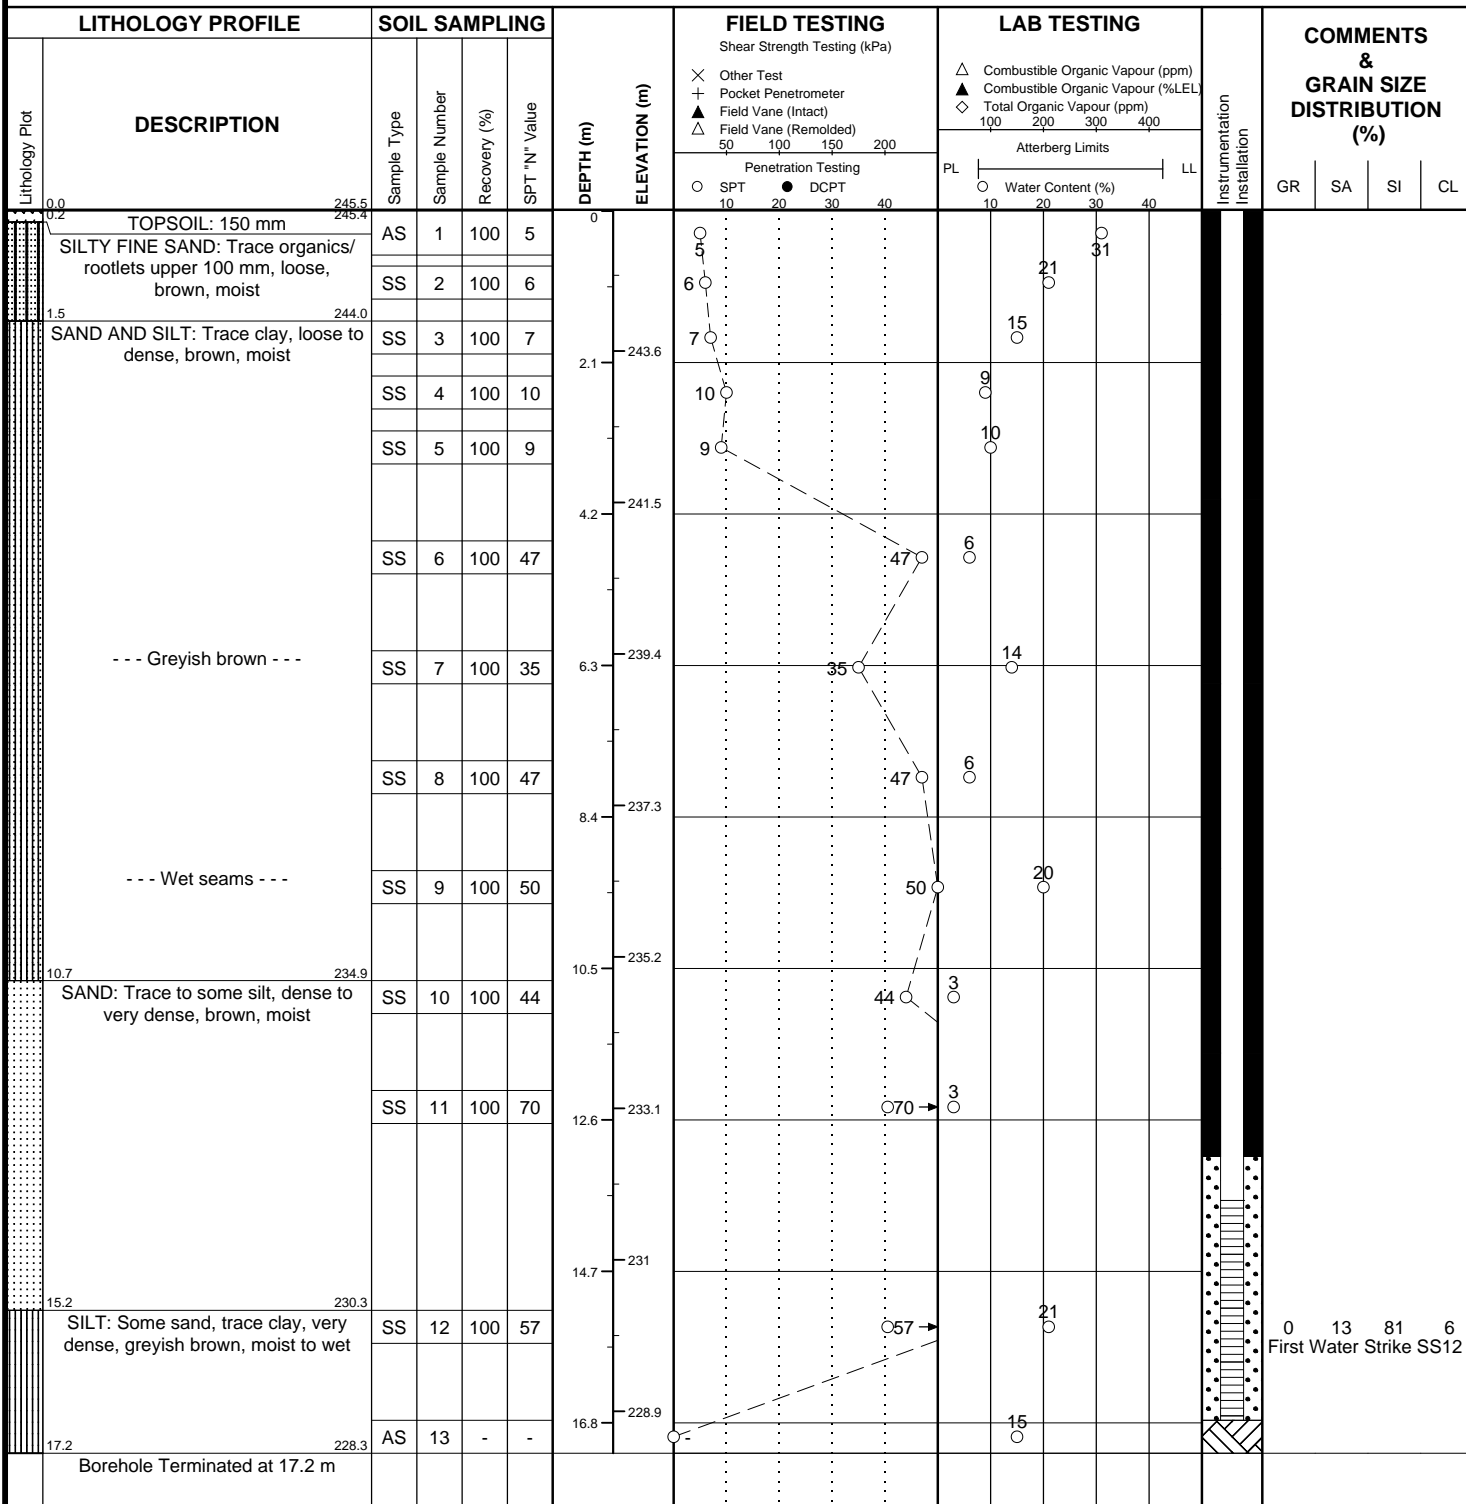 LITHOLOGY PROFILE
SOIL SAMPLING
FIELD TESTING
LAB TESTING
COMMENTS
&
GRAIN SIZE
DISTRIBUTION
(%)
Shear Strength Testing (kPa)
Other Test
Pocket Penetrometer
Field Vane (Intact)
Field Vane (Remolded)
50 100 150 200
Penetration Testing
SPT DCPT
10 20 30 40
Combustible Organic Vapour (ppm)
Combustible Organic Vapour (%LEL)
Total Organic Vapour (ppm)
100 200 300 400
Atterberg Limits
PL LL
Water Content (%)
10 20 30 40
Lithology Plot
DESCRIPTION
Sample Type
Sample Number
Recovery (%)
SPT "N" Value
DEPTH (m)
ELEVATION (m)
Instrumentation
Installation
GR SA SI CL
0.0 245.5
0.2 245.4
TOPSOIL: 150 mm
SILTY FINE SAND: Trace organics/
rootlets upper 100 mm, loose,
brown, moist
1.5 244.0
SAND AND SILT: Trace clay, loose to
dense, brown, moist
- - - Greyish brown - - -
- - - Wet seams - - -
10.7 234.9
SAND: Trace to some silt, dense to
very dense, brown, moist
15.2 230.3
SILT: Some sand, trace clay, very
dense, greyish brown, moist to wet
17.2 228.3
Borehole Terminated at 17.2 m
AS 1 100 5
SS 2 100 6
SS 3 100 7
SS 4 100 10
SS 5 100 9
SS 6 100 47
SS 7 100 35
SS 8 100 47
SS 9 100 50
SS 10 100 44
SS 11 100 70
SS 12 100 57
AS 13 - -
0
2.1
4.2
6.3
8.4
10.5
12.6
14.7
16.8
243.6
241.5
239.4
237.3
235.2
233.1
231
228.9
5
6
7
10
9
47
35
47
50
44
70
57
-
31
21
15
9
10
6
14
6
20
3
3
21
15
0 13 81 6
First Water Strike SS12